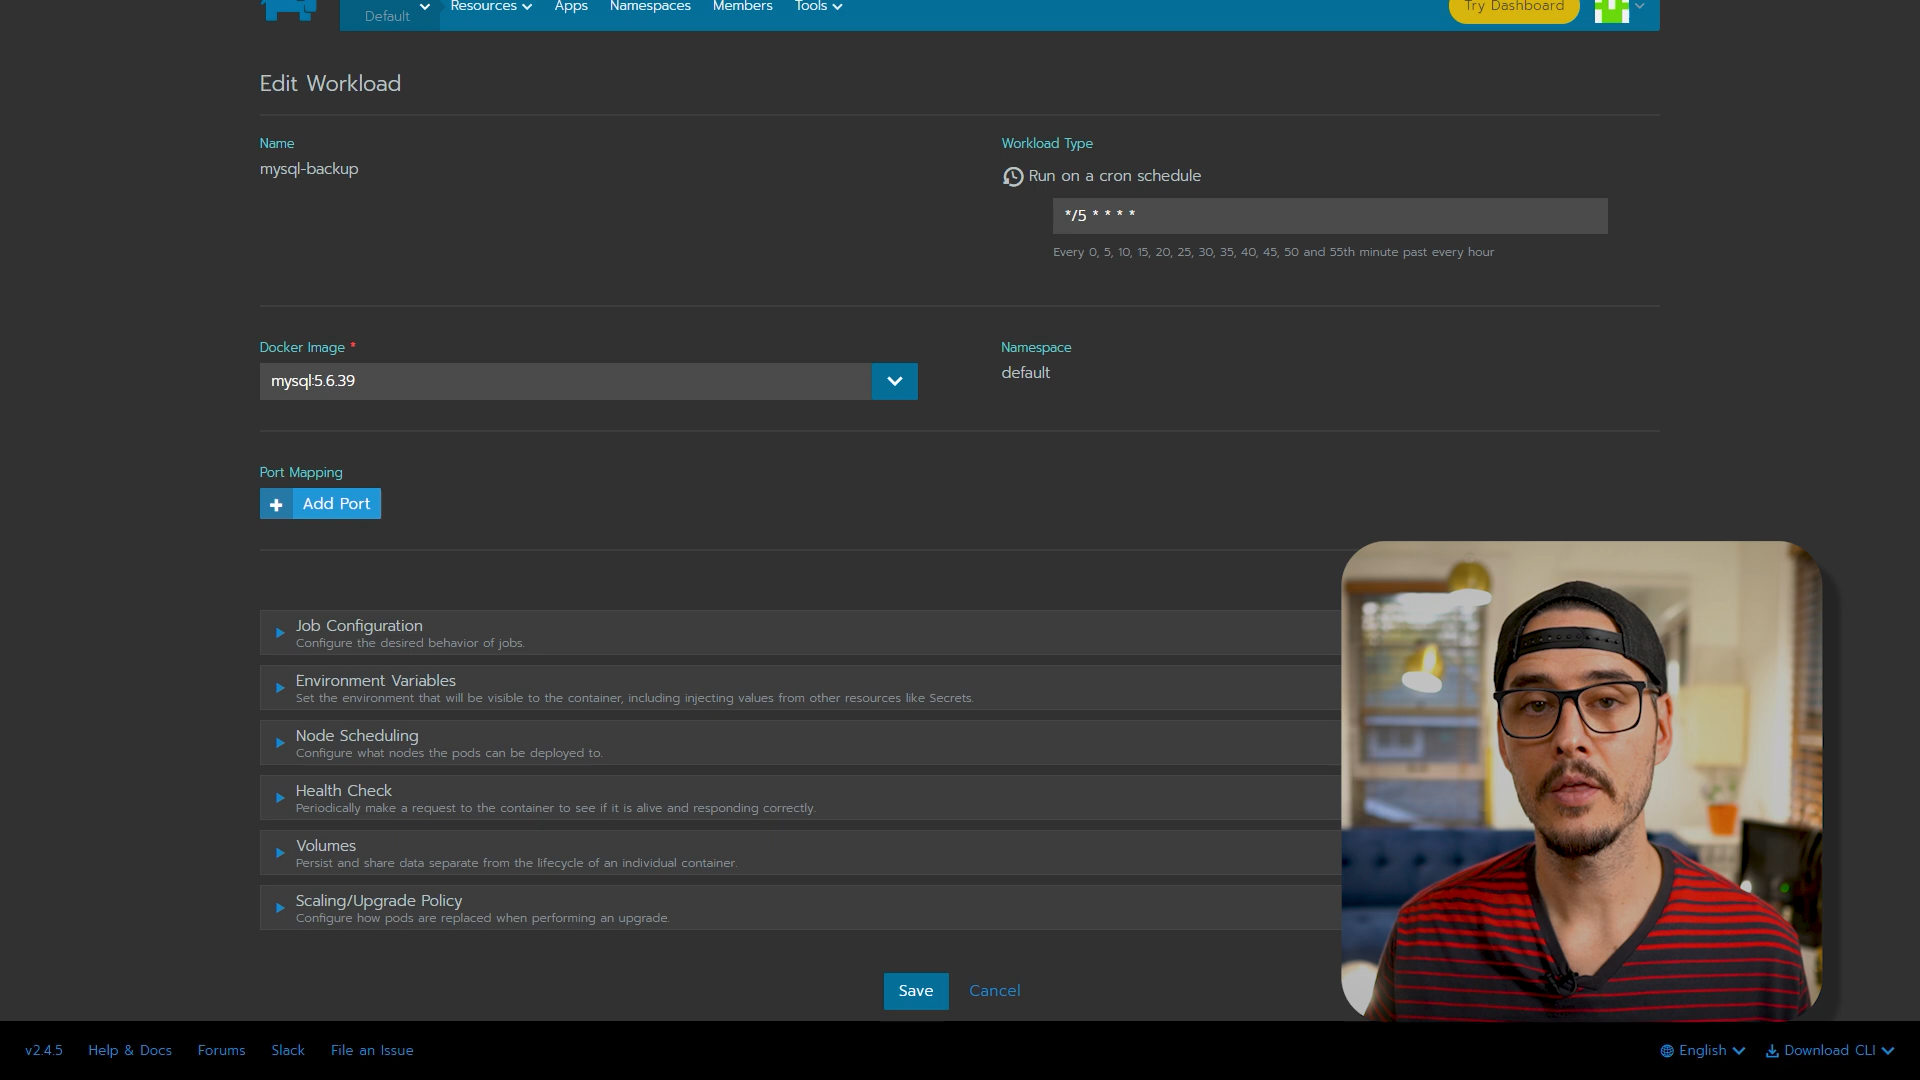 Default
Resources
Apps
Namespaces
Members
Tools
Try Dashboard
Edit Workload
Name
mysql-backup
Workload Type
Run on a cron schedule
*/5 * * * *
Every 0, 5, 10, 15, 20, 25, 30, 35, 40, 45, 50 and 55th minute past every hour
Docker Image *
mysql:5.6.39
Namespace
default
Port Mapping
Add Port
Job Configuration
Configure the desired behavior of jobs.
Environment Variables
Set the environment that will be visible to the container, including injecting values from other resources like Secrets.
Node Scheduling
Configure what nodes the pods can be deployed to.
Health Check
Periodically make a request to the container to see if it is alive and responding correctly.
Volumes
Persist and share data separate from the lifecycle of an individual container.
Scaling/Upgrade Policy
Configure how pods are replaced when performing an upgrade.
Save
Cancel
v2.4.5
Help & Docs
Forums
Slack
File an Issue
English
Download CLI